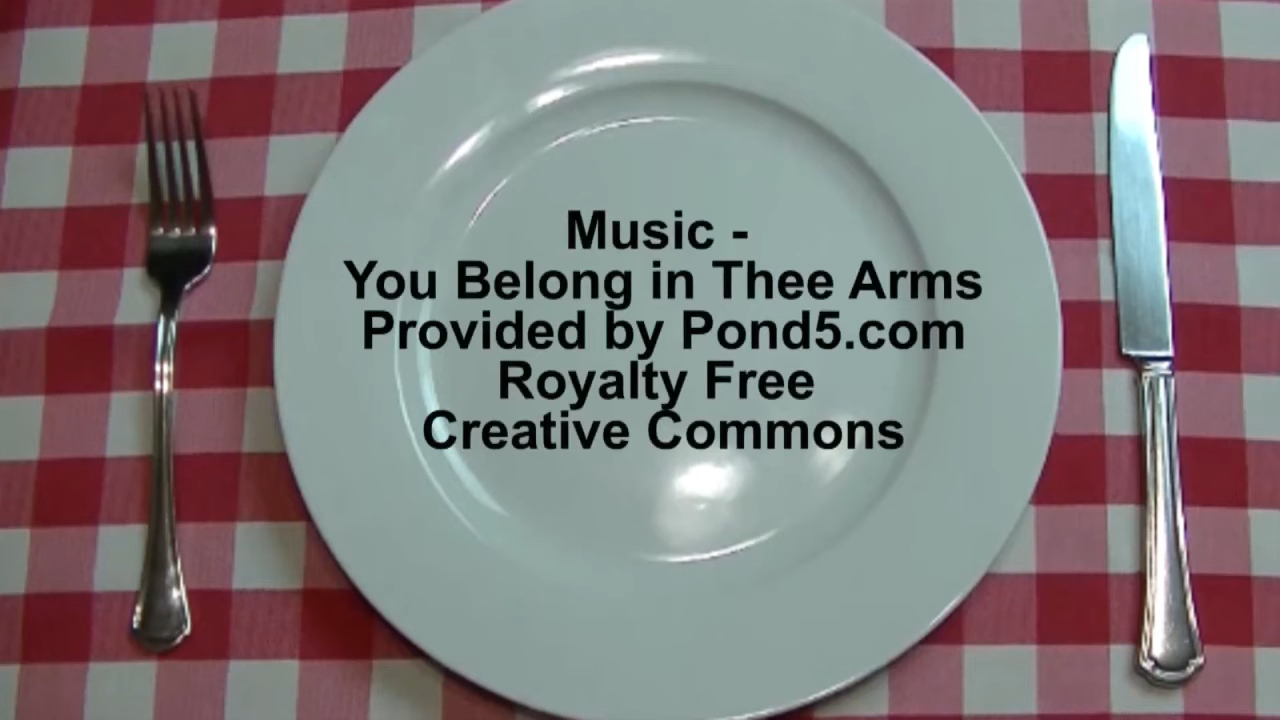 Music -
You Belong in Thee Arms
Provided by Pond5.com
Royalty Free
Creative Commons